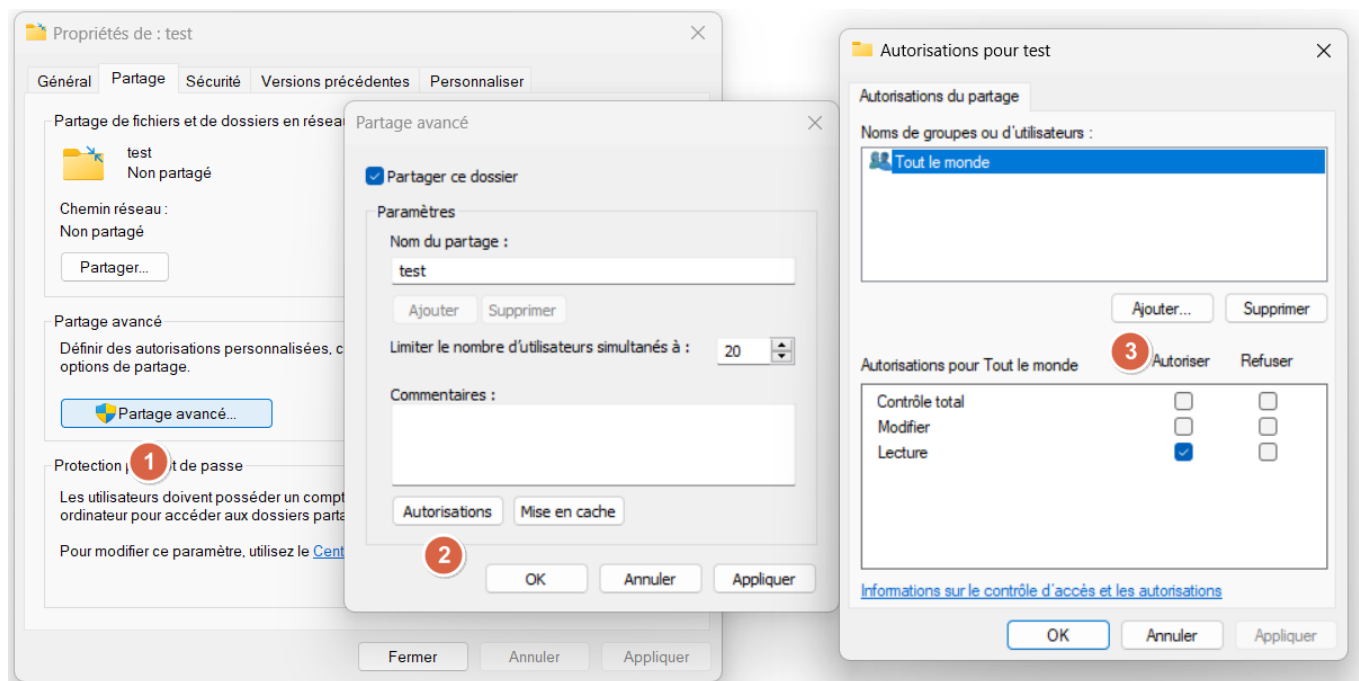 Propriétés de : test
Général Partage Sécurité Versions précédentes Personnaliser
Partage de fichiers et de dossiers en résea
test
Non partagé
Chemin réseau :
Non partagé
Partager...
Partage avancé
Définir des autorisations personnalisées, c
options de partage.
Partage avancé...
1
Protection t de passe
Les utilisateurs doivent posséder un compt
ordinateur pour accéder aux dossiers parta
Pour modifier ce paramètre, utilisez le Cent
Fermer Annuler Appliquer
Partage avancé
Partager ce dossier
Paramètres
Nom du partage :
test
Ajouter Supprimer
Limiter le nombre d'utilisateurs simultanés à : 20
Commentaires :
Autorisations Mise en cache
2
OK Annuler Appliquer
Autorisations pour test
Autorisations du partage
Noms de groupes ou d'utilisateurs :
Tout le monde
Ajouter... Supprimer
3
Autorisations pour Tout le monde Autoriser Refuser
Contrôle total
Modifier
Lecture
Informations sur le contrôle d'accès et les autorisations
OK Annuler Appliquer